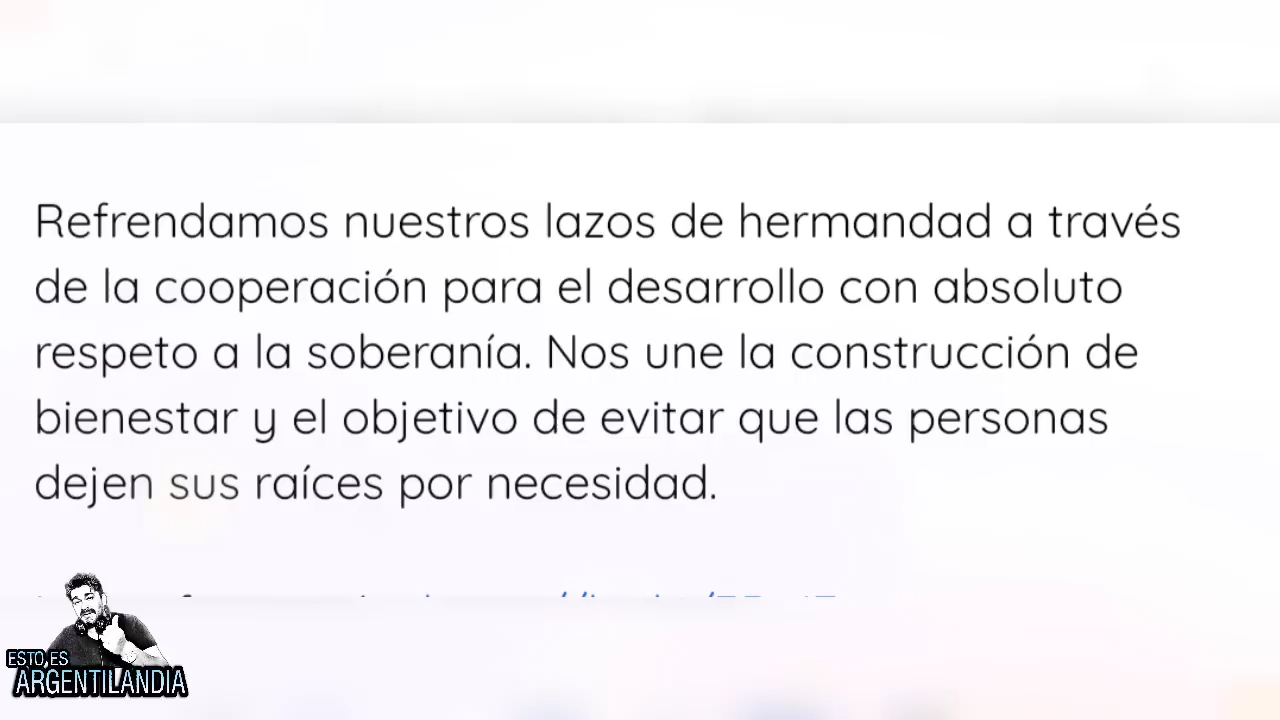 Refrendamos nuestros lazos de hermandad a través
de la cooperación para el desarrollo con absoluto
respeto a la soberanía. Nos une la construcción de
bienestar y el objetivo de evitar que las personas
dejen sus raíces por necesidad.
ESTO ES
ARGENTILANDIA